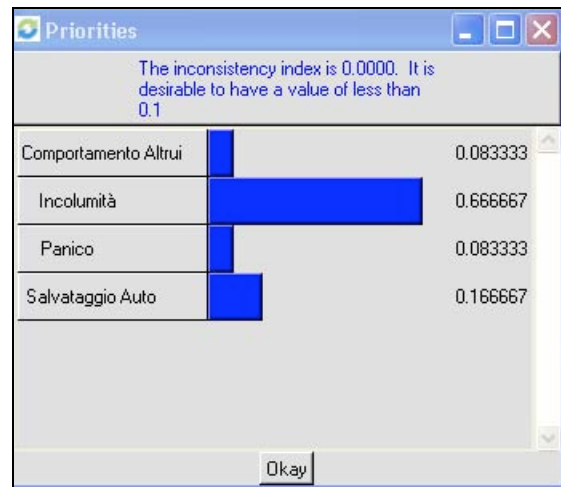 Priorities
The inconsistency index is 0.0000. It is
desirable to have a value of less than
0.1
Comportamento Altrui 0.083333
Incolumità 0.666667
Panico 0.083333
Salvataggio Auto 0.166667
Okay